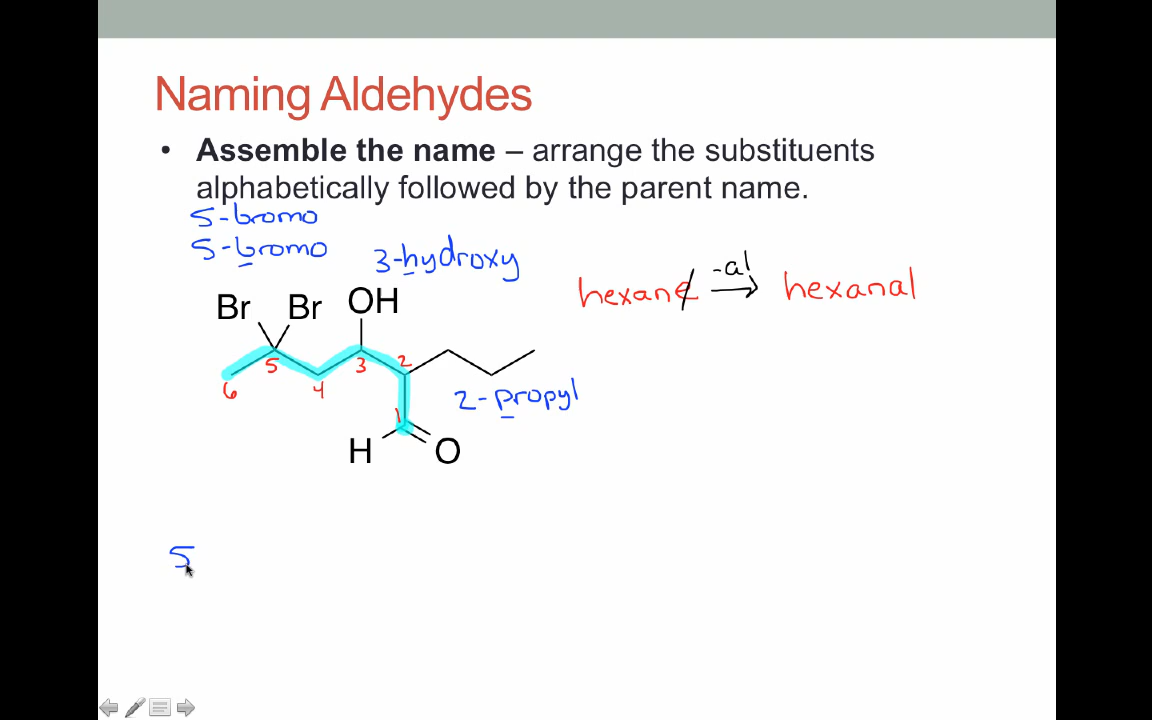 Naming Aldehydes
• Assemble the name – arrange the substituents
alphabetically followed by the parent name.
5-bromo
5-bromo
3-hydroxy
hexane -al → hexanal
Br Br OH
6 5 4 3 2
2-propyl
1
H O
5